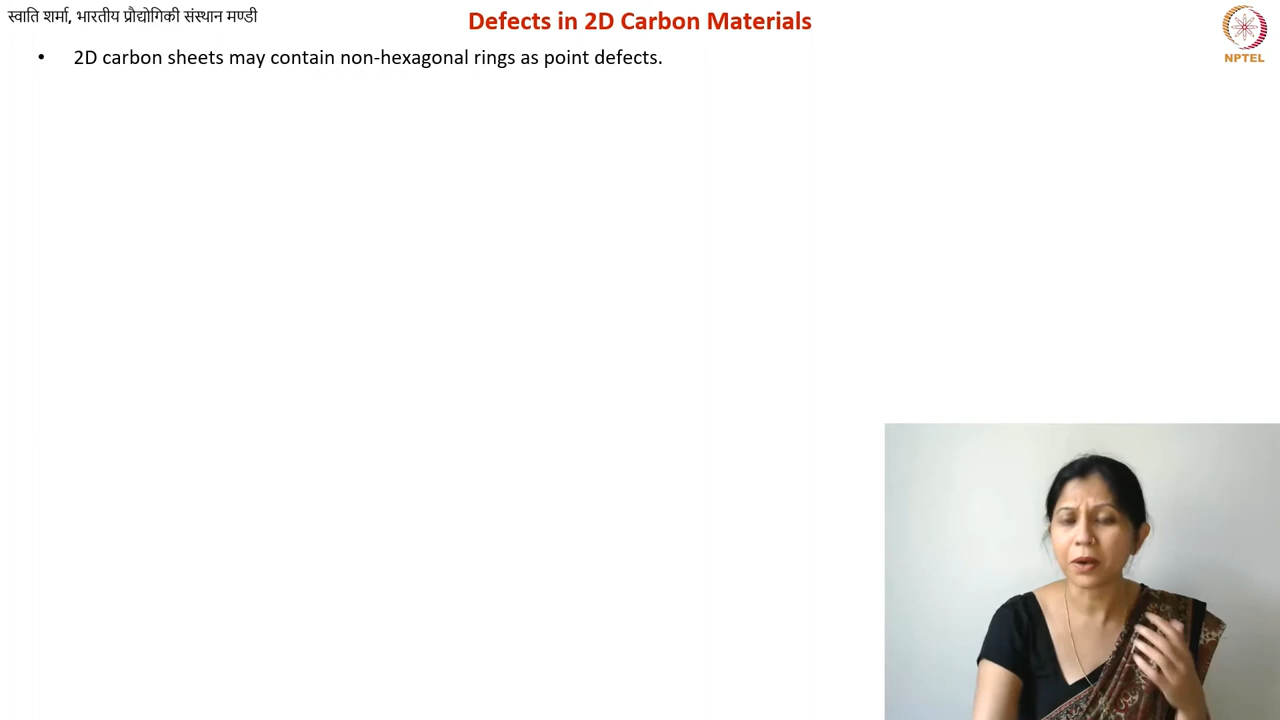 स्वाति शर्मा, भारतीय प्रौद्योगिकी संस्थान मण्डी
Defects in 2D Carbon Materials
NPTEL
• 2D carbon sheets may contain non-hexagonal rings as point defects.